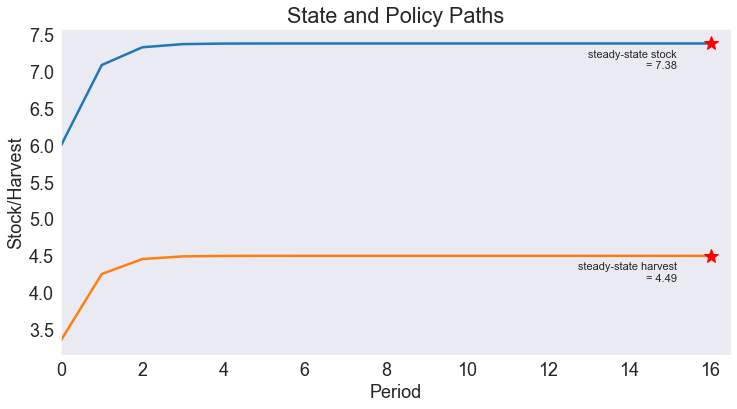 State and Policy Paths
7.5
7.0
6.5
6.0
5.5
5.0
4.5
4.0
3.5
Stock/Harvest
steady-state stock
= 7.38
steady-state harvest
= 4.49
0 2 4 6 8 10 12 14 16
Period